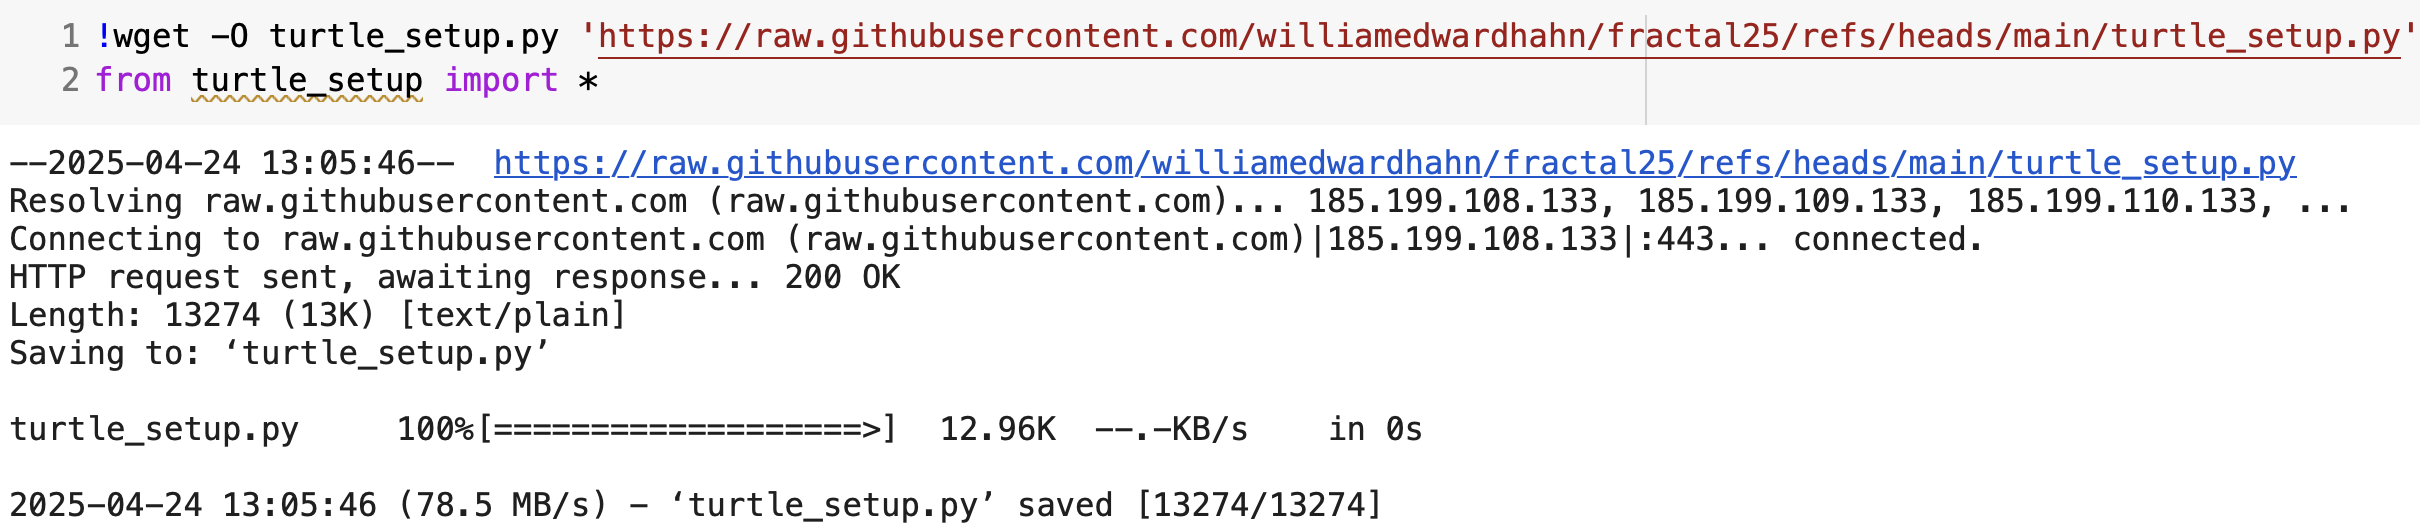 1 !wget -O turtle_setup.py 'https://raw.githubusercontent.com/williamedwardhahn/fractal25/refs/heads/main/turtle_setup.py'
2 from turtle_setup import *
--2025-04-24 13:05:46--  https://raw.githubusercontent.com/williamedwardhahn/fractal25/refs/heads/main/turtle_setup.py
Resolving raw.githubusercontent.com (raw.githubusercontent.com)... 185.199.108.133, 185.199.109.133, 185.199.110.133, ...
Connecting to raw.githubusercontent.com (raw.githubusercontent.com)|185.199.108.133|:443... connected.
HTTP request sent, awaiting response... 200 OK
Length: 13274 (13K) [text/plain]
Saving to: ‘turtle_setup.py’
turtle_setup.py     100%[===================>]  12.96K  --.-KB/s    in 0s
2025-04-24 13:05:46 (78.5 MB/s) - ‘turtle_setup.py’ saved [13274/13274]